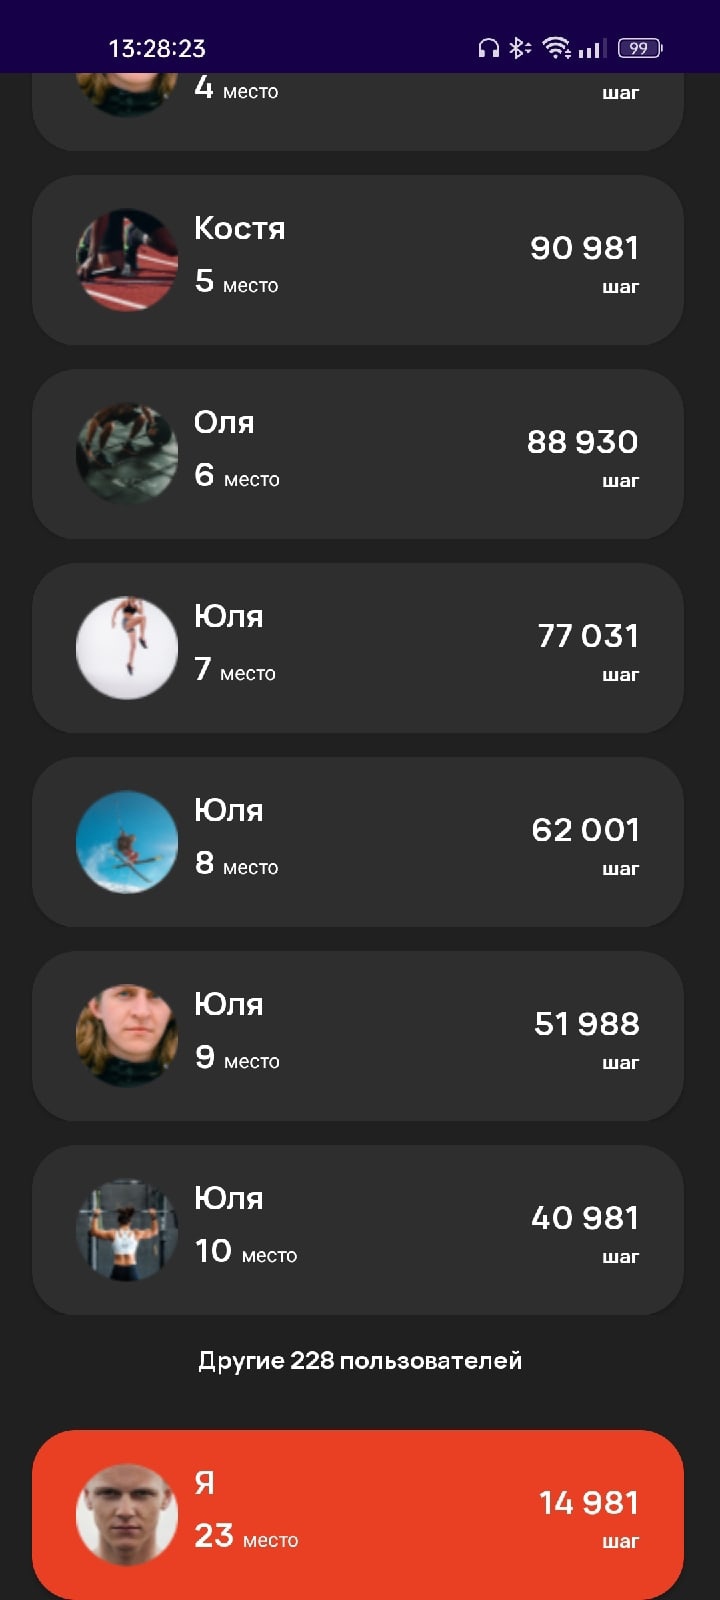 13:28:23
99
4 место
шаг
Костя
90 981
5 место
шаг
Оля
88 930
6 место
шаг
Юля
77 031
7 место
шаг
Юля
62 001
8 место
шаг
Юля
51 988
9 место
шаг
Юля
40 981
10 место
шаг
Другие 228 пользователей
Я
14 981
23 место
шаг